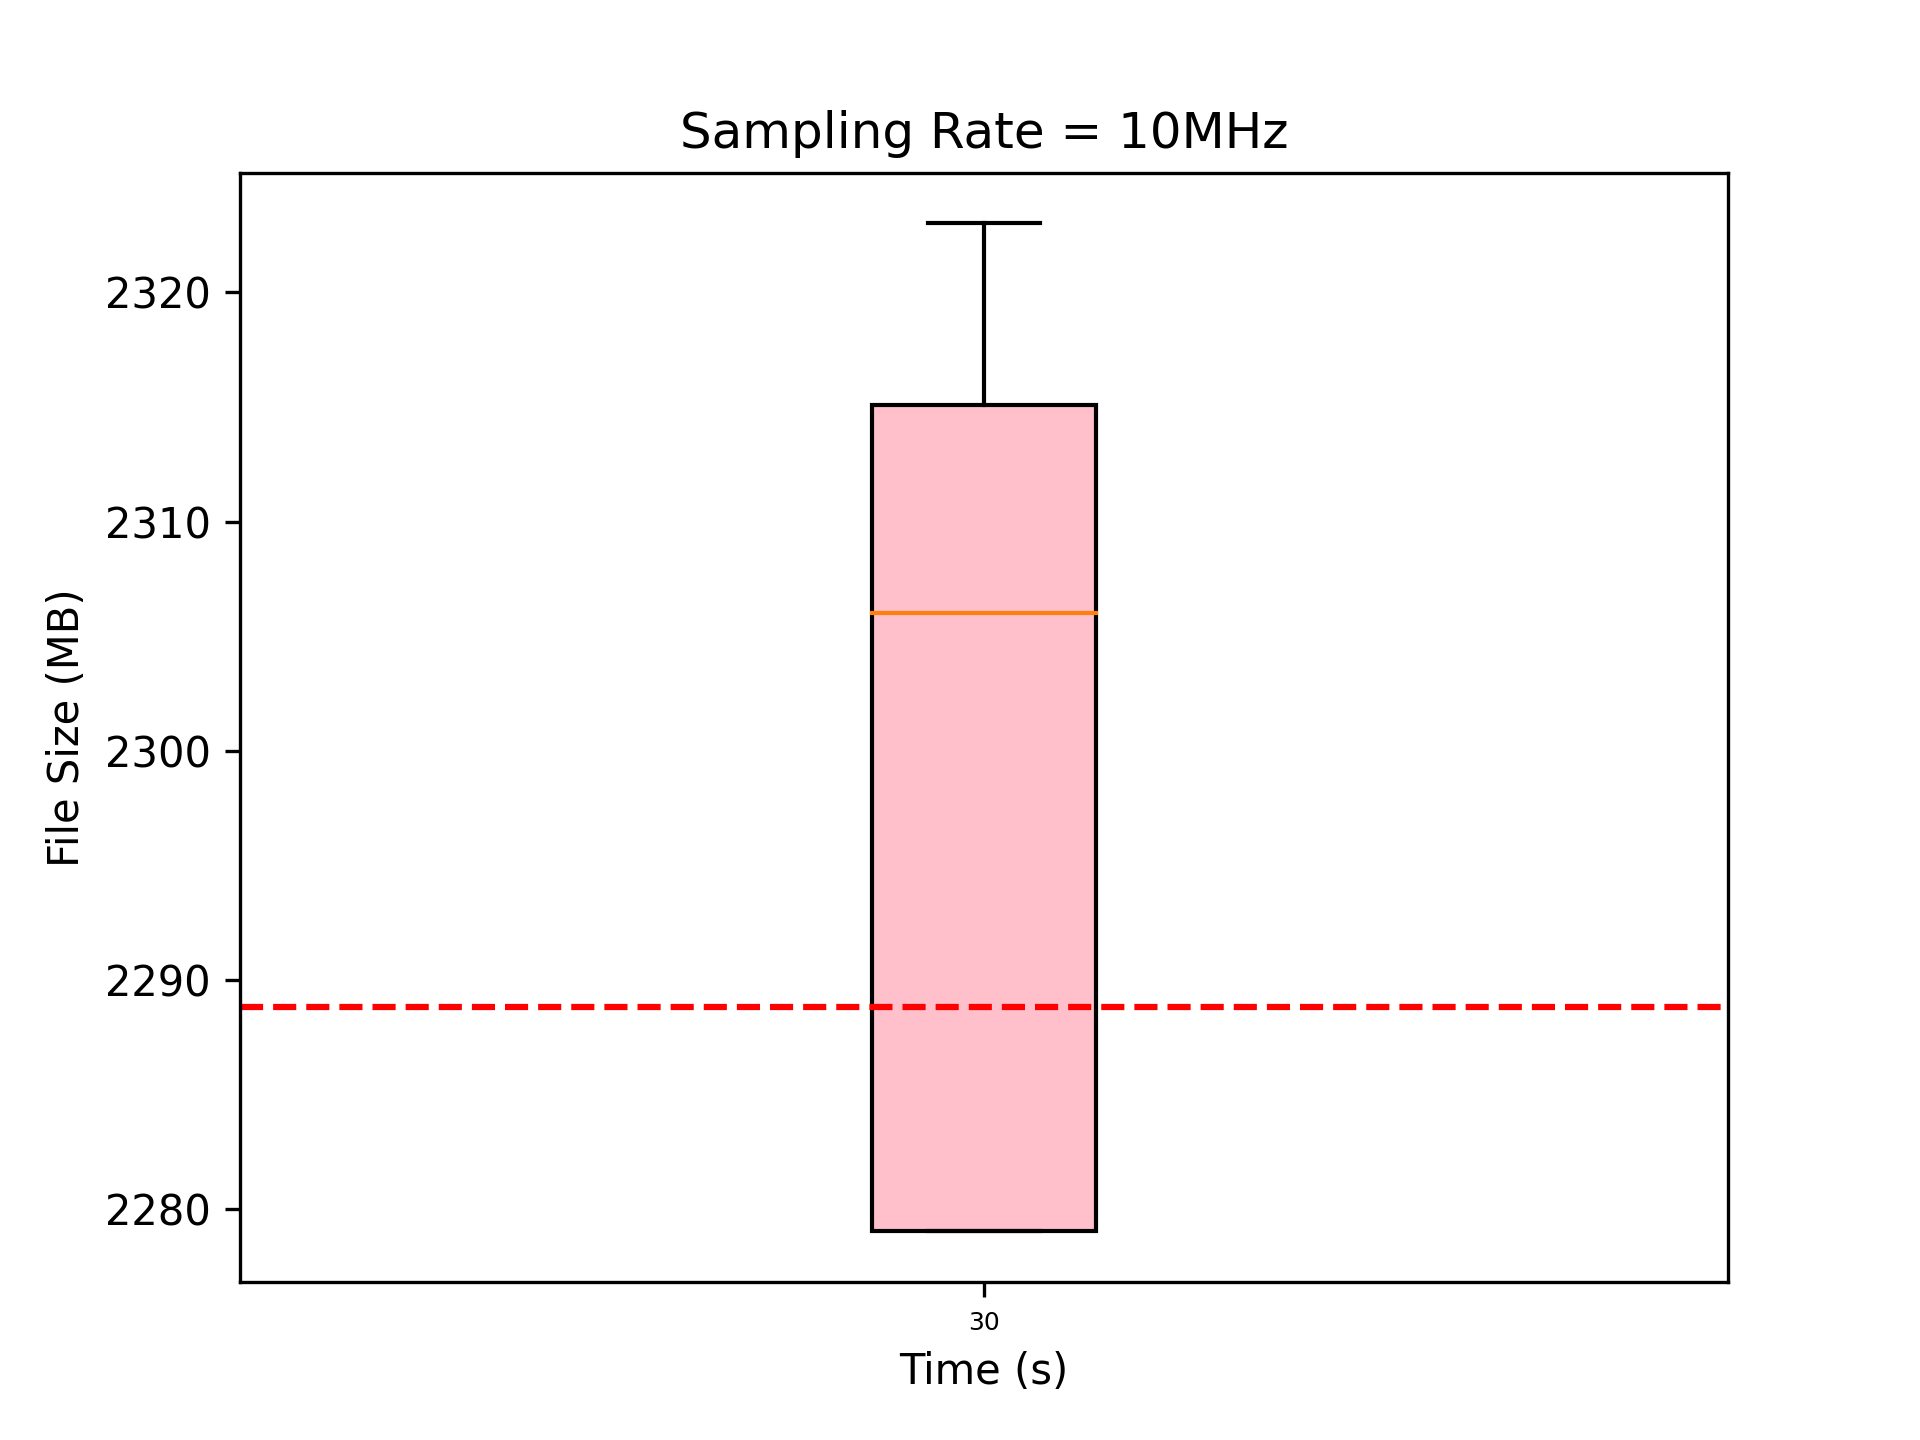 Sampling Rate = 10MHz
File Size (MB)
2320
2310
2300
2290
2280
30
Time (s)